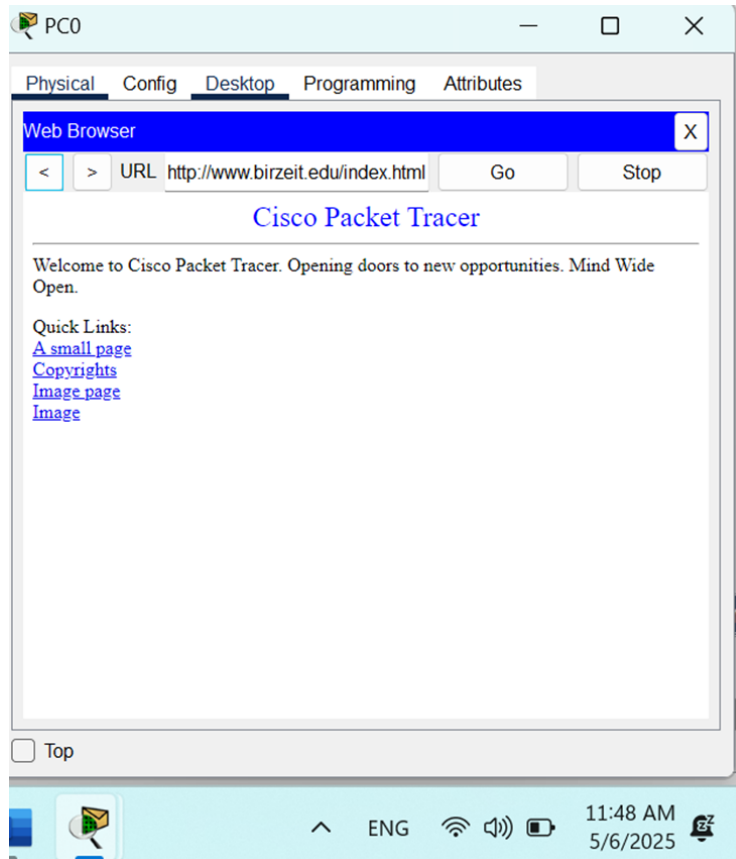 PC0
Physical Config Desktop Programming Attributes
Web Browser X
< > URL http://www.birzeit.edu/index.html Go Stop
Cisco Packet Tracer
Welcome to Cisco Packet Tracer. Opening doors to new opportunities. Mind Wide
Open.
Quick Links:
A small page
Copyrights
Image page
Image
Top
ENG 11:48 AM
5/6/2025